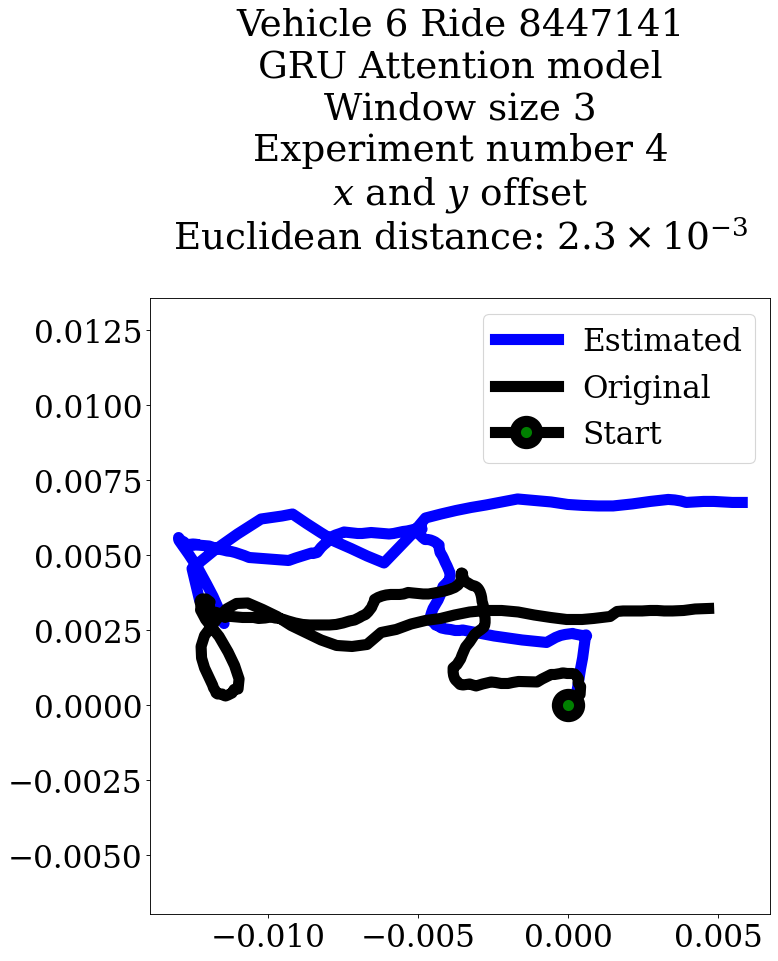 Vehicle 6 Ride 8447141
GRU Attention model
Window size 3
Experiment number 4
x and y offset
Euclidean distance: 2.3 × 10⁻³
Estimated
Original
Start
0.0125
0.0100
0.0075
0.0050
0.0025
0.0000
−0.0025
−0.0050
−0.010
−0.005
0.000
0.005